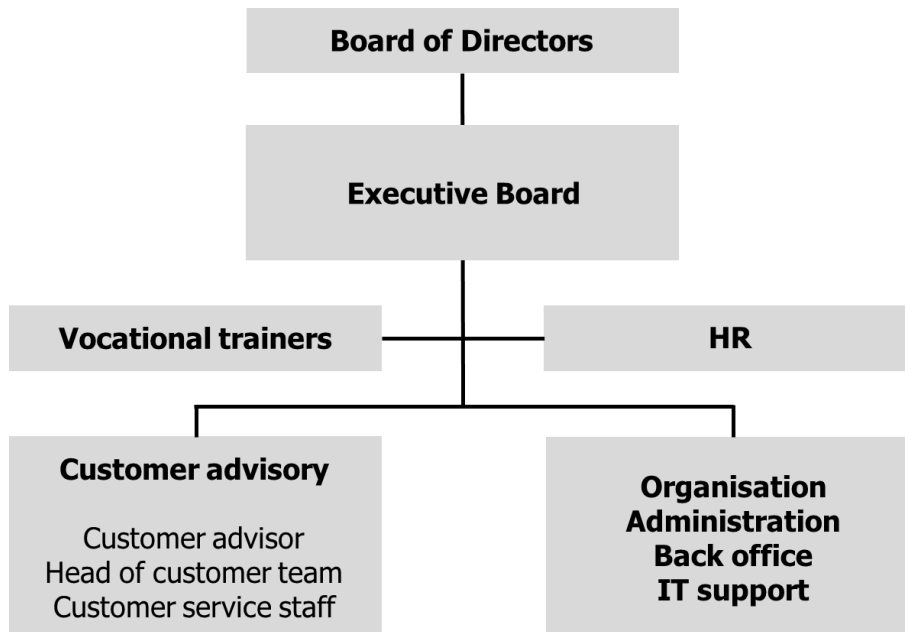 Board of Directors
Executive Board
Vocational trainers
HR
Customer advisory
Customer advisor
Head of customer team
Customer service staff
Organisation
Administration
Back office
IT support